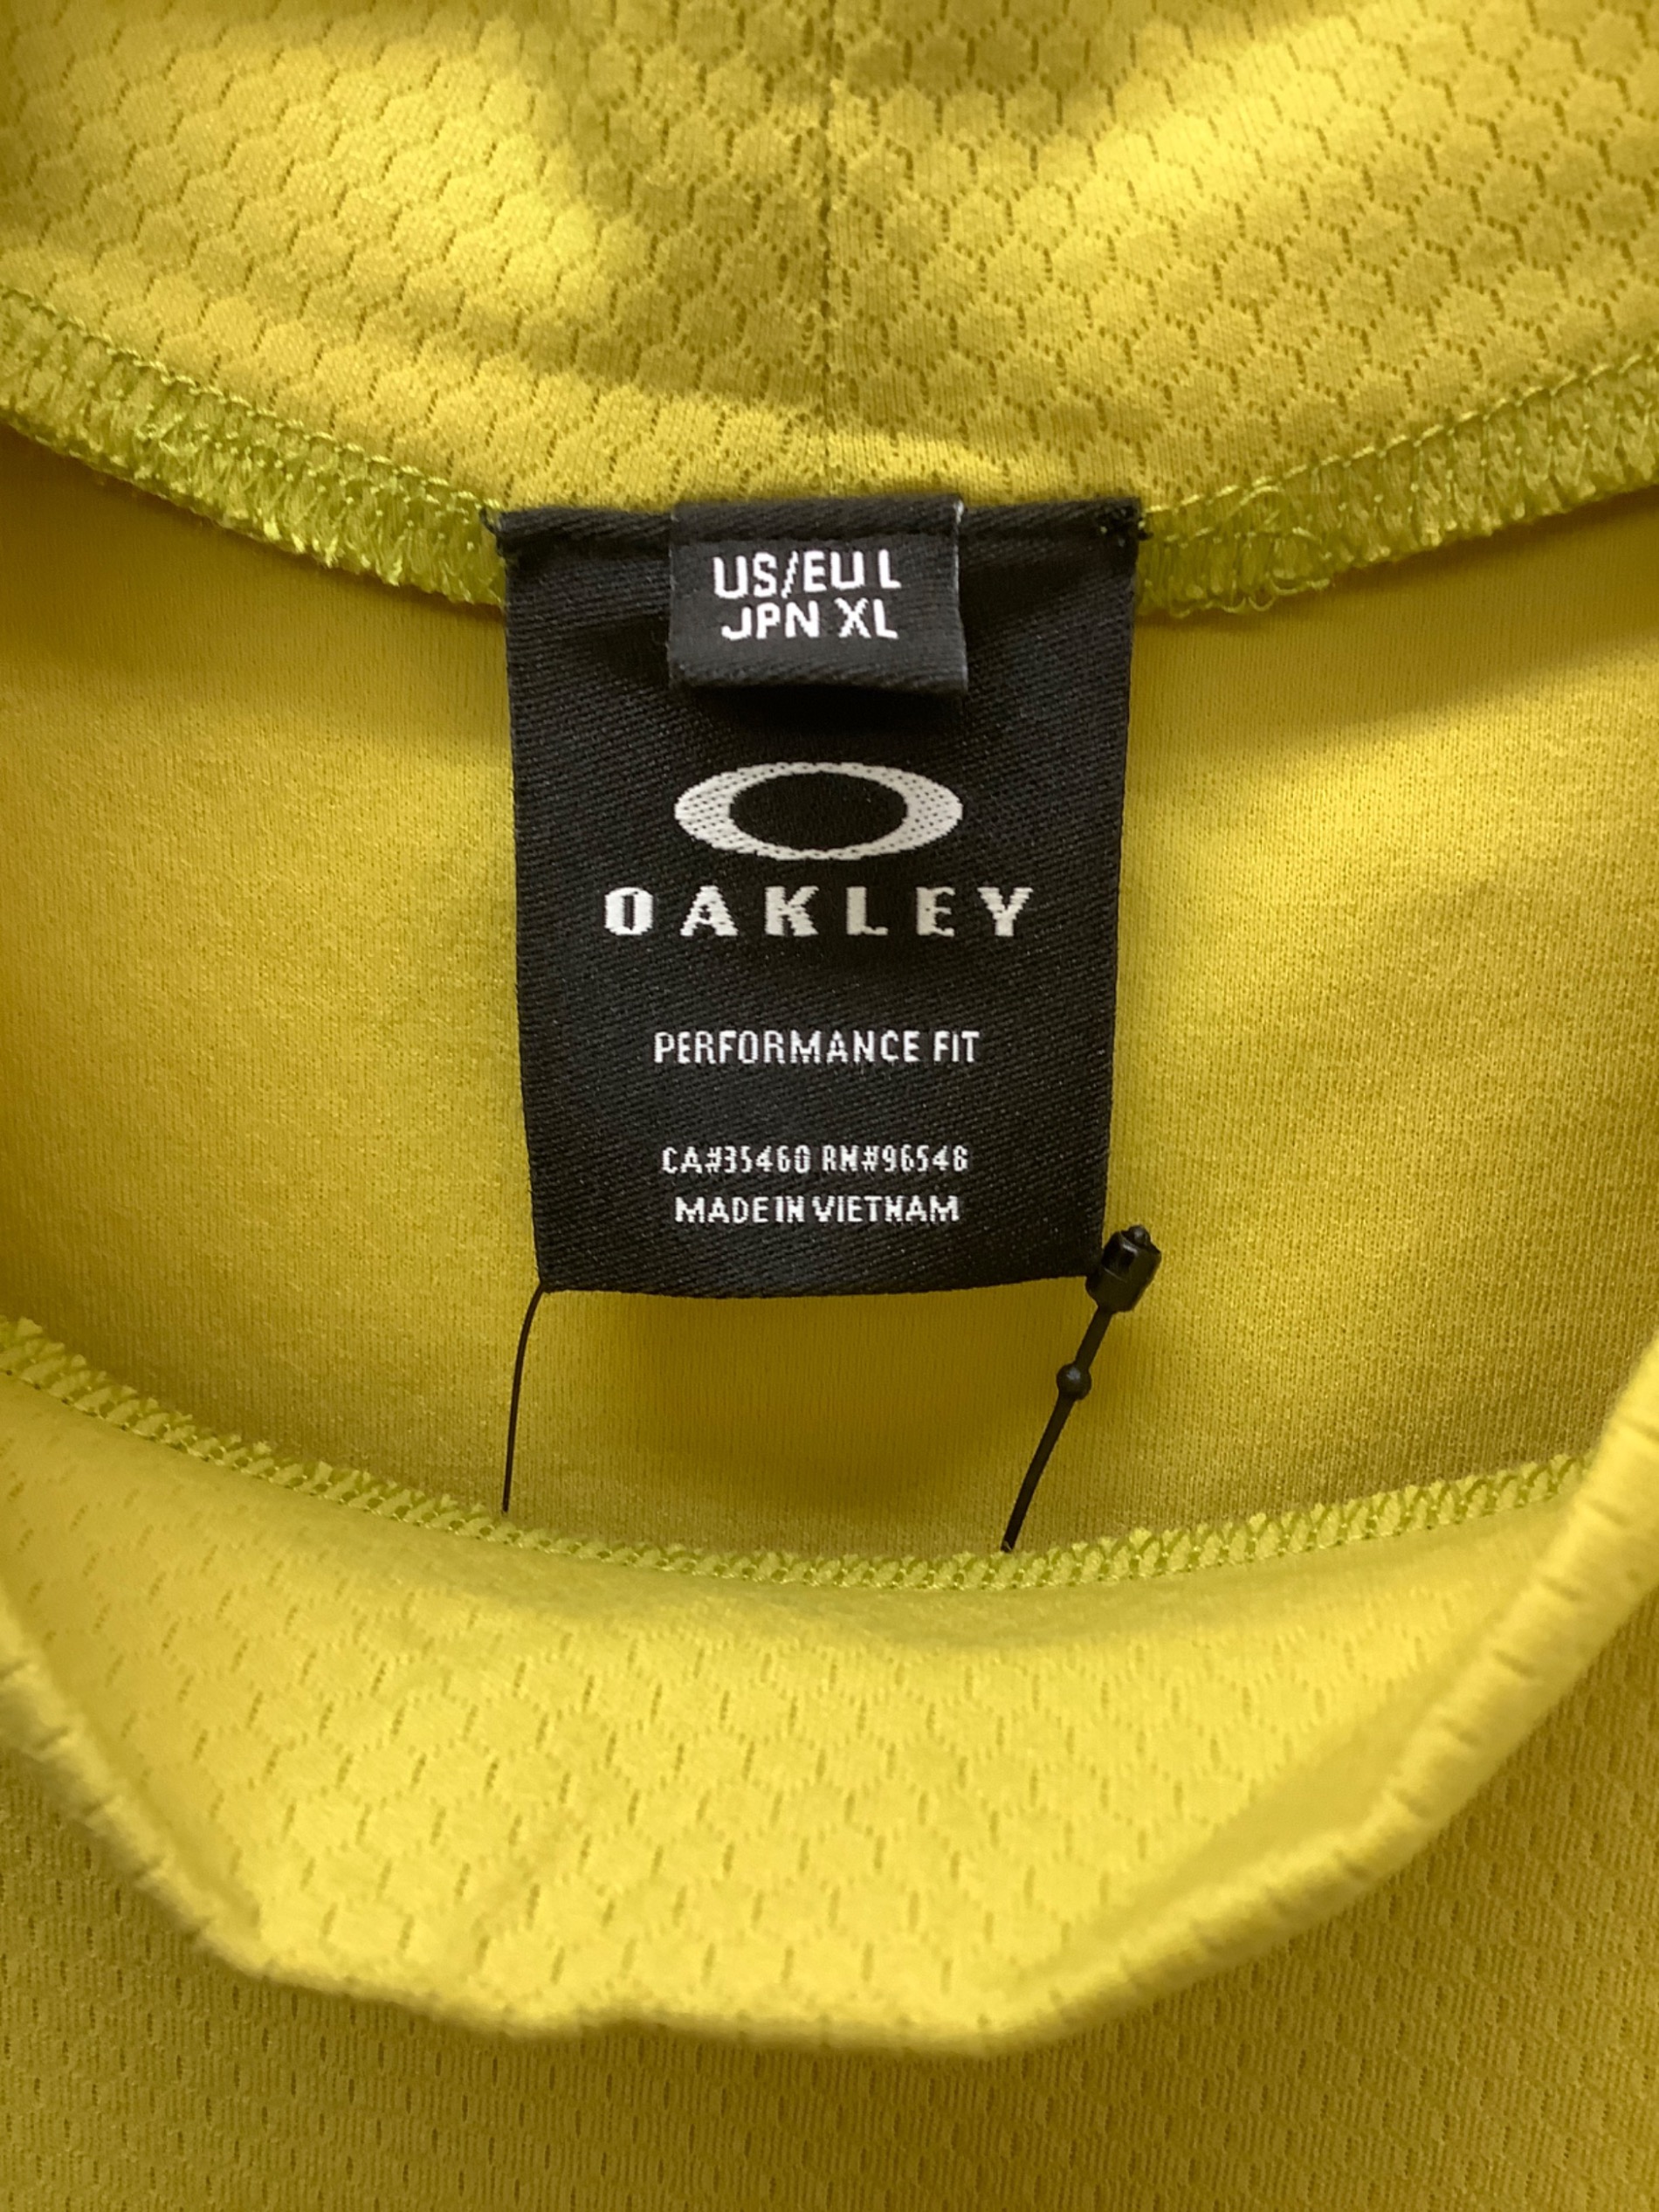 US/EU L
JPN XL
OAKLEY
PERFORMANCE FIT
CA#35460 RN#96548
MADE IN VIETNAM